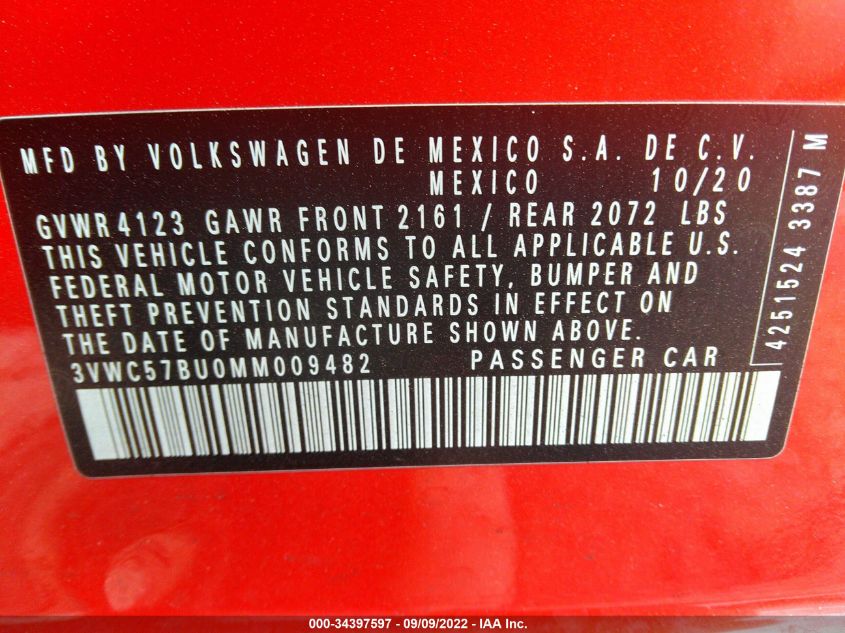 MFD BY VOLKSWAGEN DE MEXICO S.A. DE C.V.
MEXICO 10/20
GVWR 4123 GAWR FRONT 2161 / REAR 2072 LBS
THIS VEHICLE CONFORMS TO ALL APPLICABLE U.S.
FEDERAL MOTOR VEHICLE SAFETY, BUMPER AND
THEFT PREVENTION STANDARDS IN EFFECT ON
THE DATE OF MANUFACTURE SHOWN ABOVE.
3VWC57BU0MM009482 PASSENGER CAR
4251524 3387 M
000-34397597 - 09/09/2022 - IAA Inc.